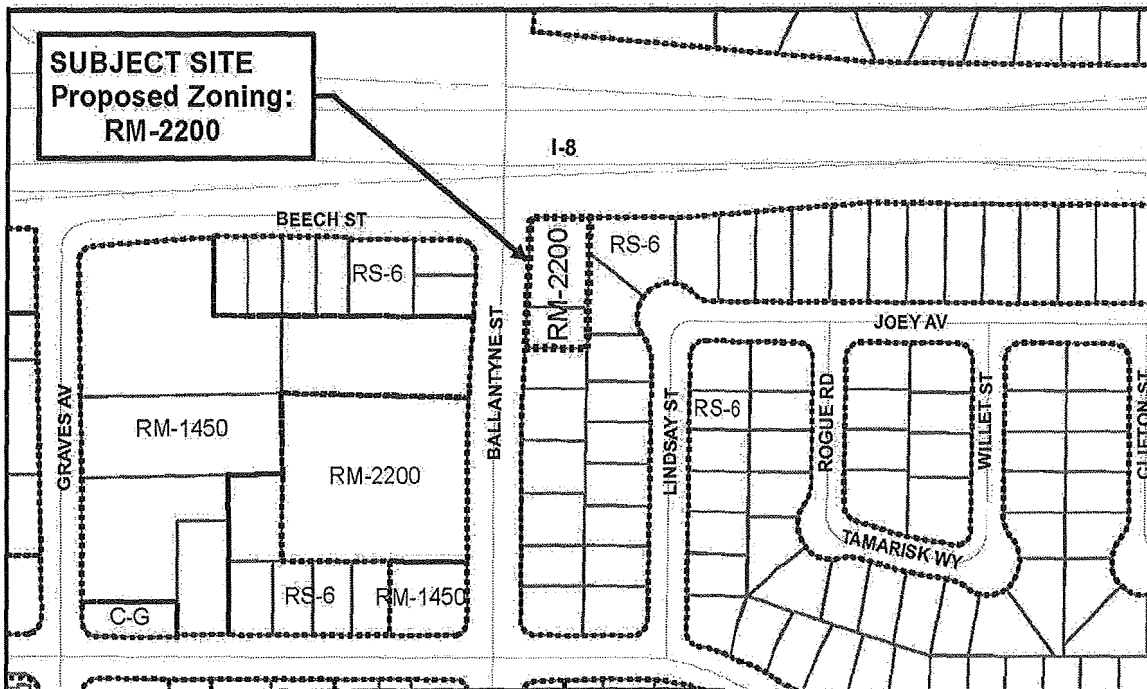 SUBJECT SITE
Proposed Zoning:
RM-2200
I-8
BEECH ST
RS-6
RM-2200
RS-6
BALLANTYNE ST
JOEY AV
GRAVES AV
RM-1450
RM-2200
LINDSAY ST
RS-6
ROGUE RD
WILLET ST
CLIFTON ST
TAMARISK WY
C-G
RS-6
RM-1450